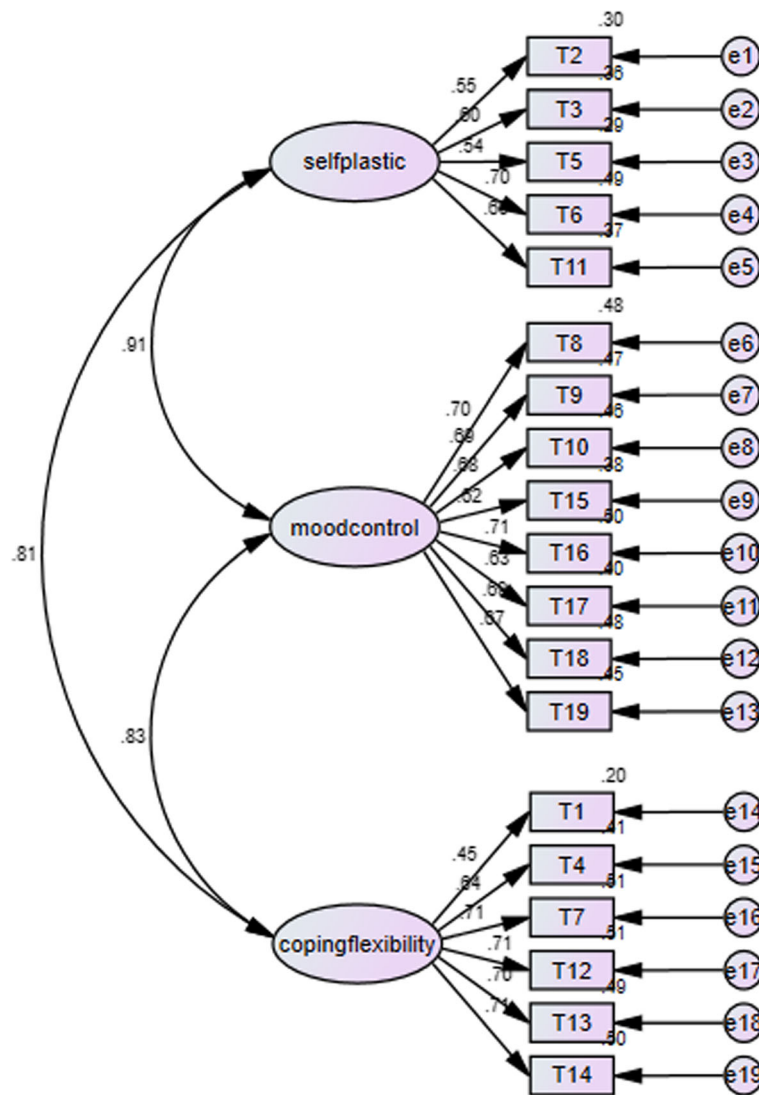 .30
T2
e1
.36
.55
T3
e2
.60
.29
.54
selfplastic
T5
e3
.70
.49
T6
e4
.37
T11
e5
.48
T8
e6
.91
.47
T9
e7
.70
.46
.69
T10
e8
.68
.38
.62
T15
e9
.50
moodcontrol
.71
T16
e10
.81
.63
.40
T17
e11
.69
.67
.48
T18
e12
.45
T19
e13
.83
.20
T1
e14
.41
.45
T4
e15
.64
.51
.71
T7
e16
.51
copingflexibility
.71
T12
e17
.70
.49
.71
T13
e18
.50
T14
e19